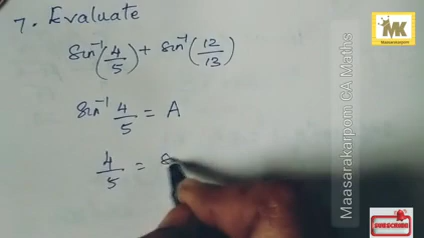 7. Evaluate
Sin⁻¹(4/5) + Sin⁻¹(12/13)
Sin⁻¹ 4/5 = A
4/5 = S
MK
Maasarakarpom
Maasarakarpom CA Maths
SUBSCRIBE